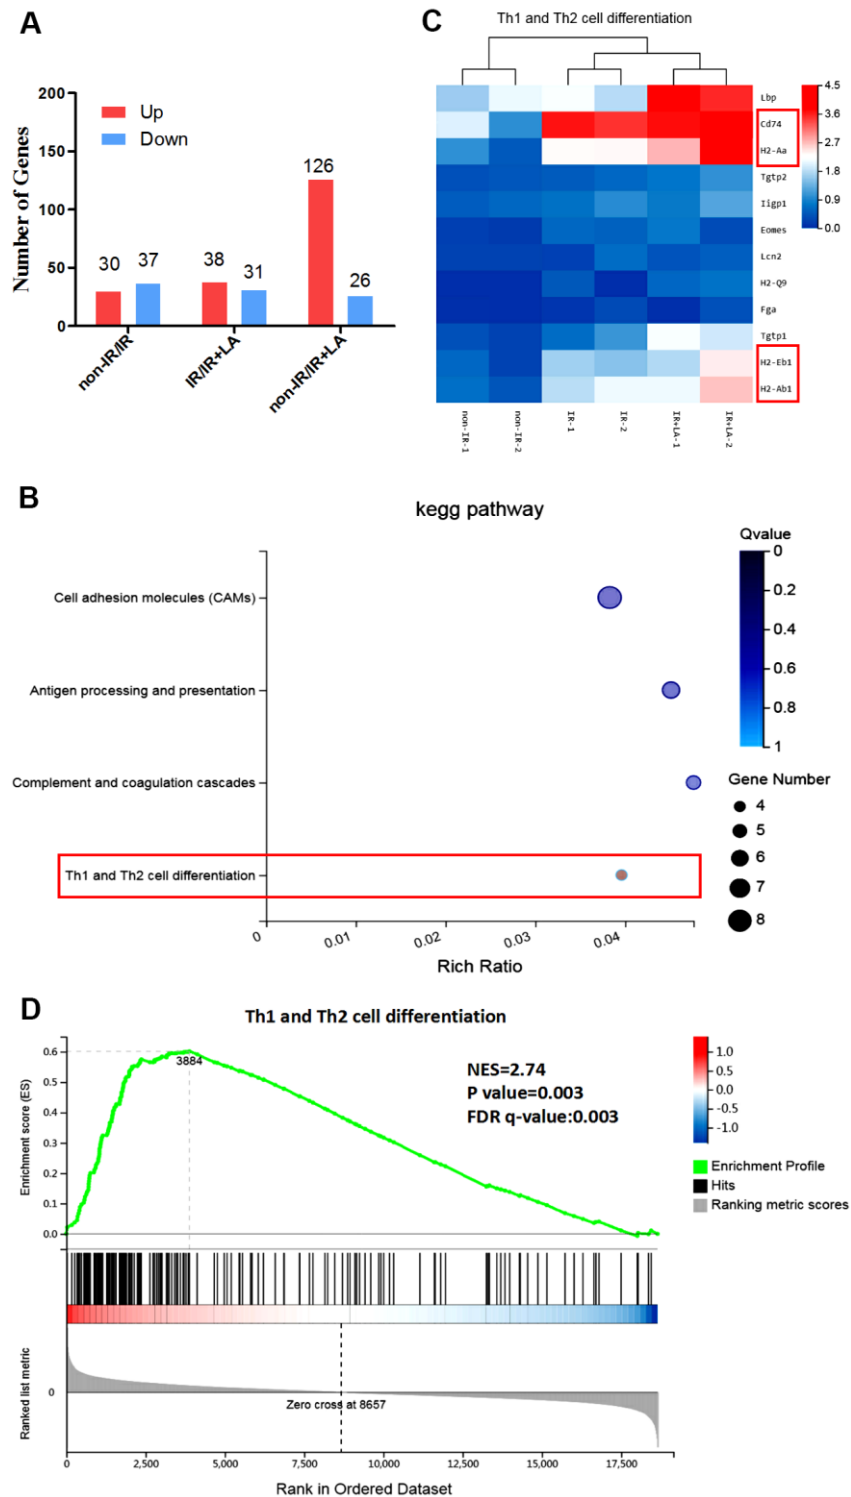 A
Number of Genes
200
150
100
50
0
Up
Down
30
37
38
31
126
26
non-IR/IR
IR/IR+LA
non-IR/IR+LA
C
Th1 and Th2 cell differentiation
Lbp
Cd74
H2-Aa
Tgtp2
Iigp1
Eomes
Lcn2
H2-Q9
Fga
Tgtp1
H2-Eb1
H2-Ab1
4.5
3.6
2.7
1.9
0.9
0.0
non-IR-1
non-IR-2
IR-1
IR-2
IR+LA-1
IR+LA-2
B
kegg pathway
Cell adhesion molecules (CAMs)
Antigen processing and presentation
Complement and coagulation cascades
Th1 and Th2 cell differentiation
0
0.01
0.02
0.03
0.04
Rich Ratio
Qvalue
0
0.2
0.4
0.6
0.8
1
Gene Number
4
5
6
7
8
D
Th1 and Th2 cell differentiation
Enrichment score (ES)
0.6
0.5
0.4
0.3
0.2
0.1
0.0
3884
NES=2.74
P value=0.003
FDR q-value:0.003
1.0
0.5
0.0
-0.5
-1.0
Enrichment Profile
Hits
Ranking metric scores
Ranked list metric
0
Zero cross at 8657
0
2,500
5,000
7,500
10,000
12,500
15,000
17,500
Rank in Ordered Dataset